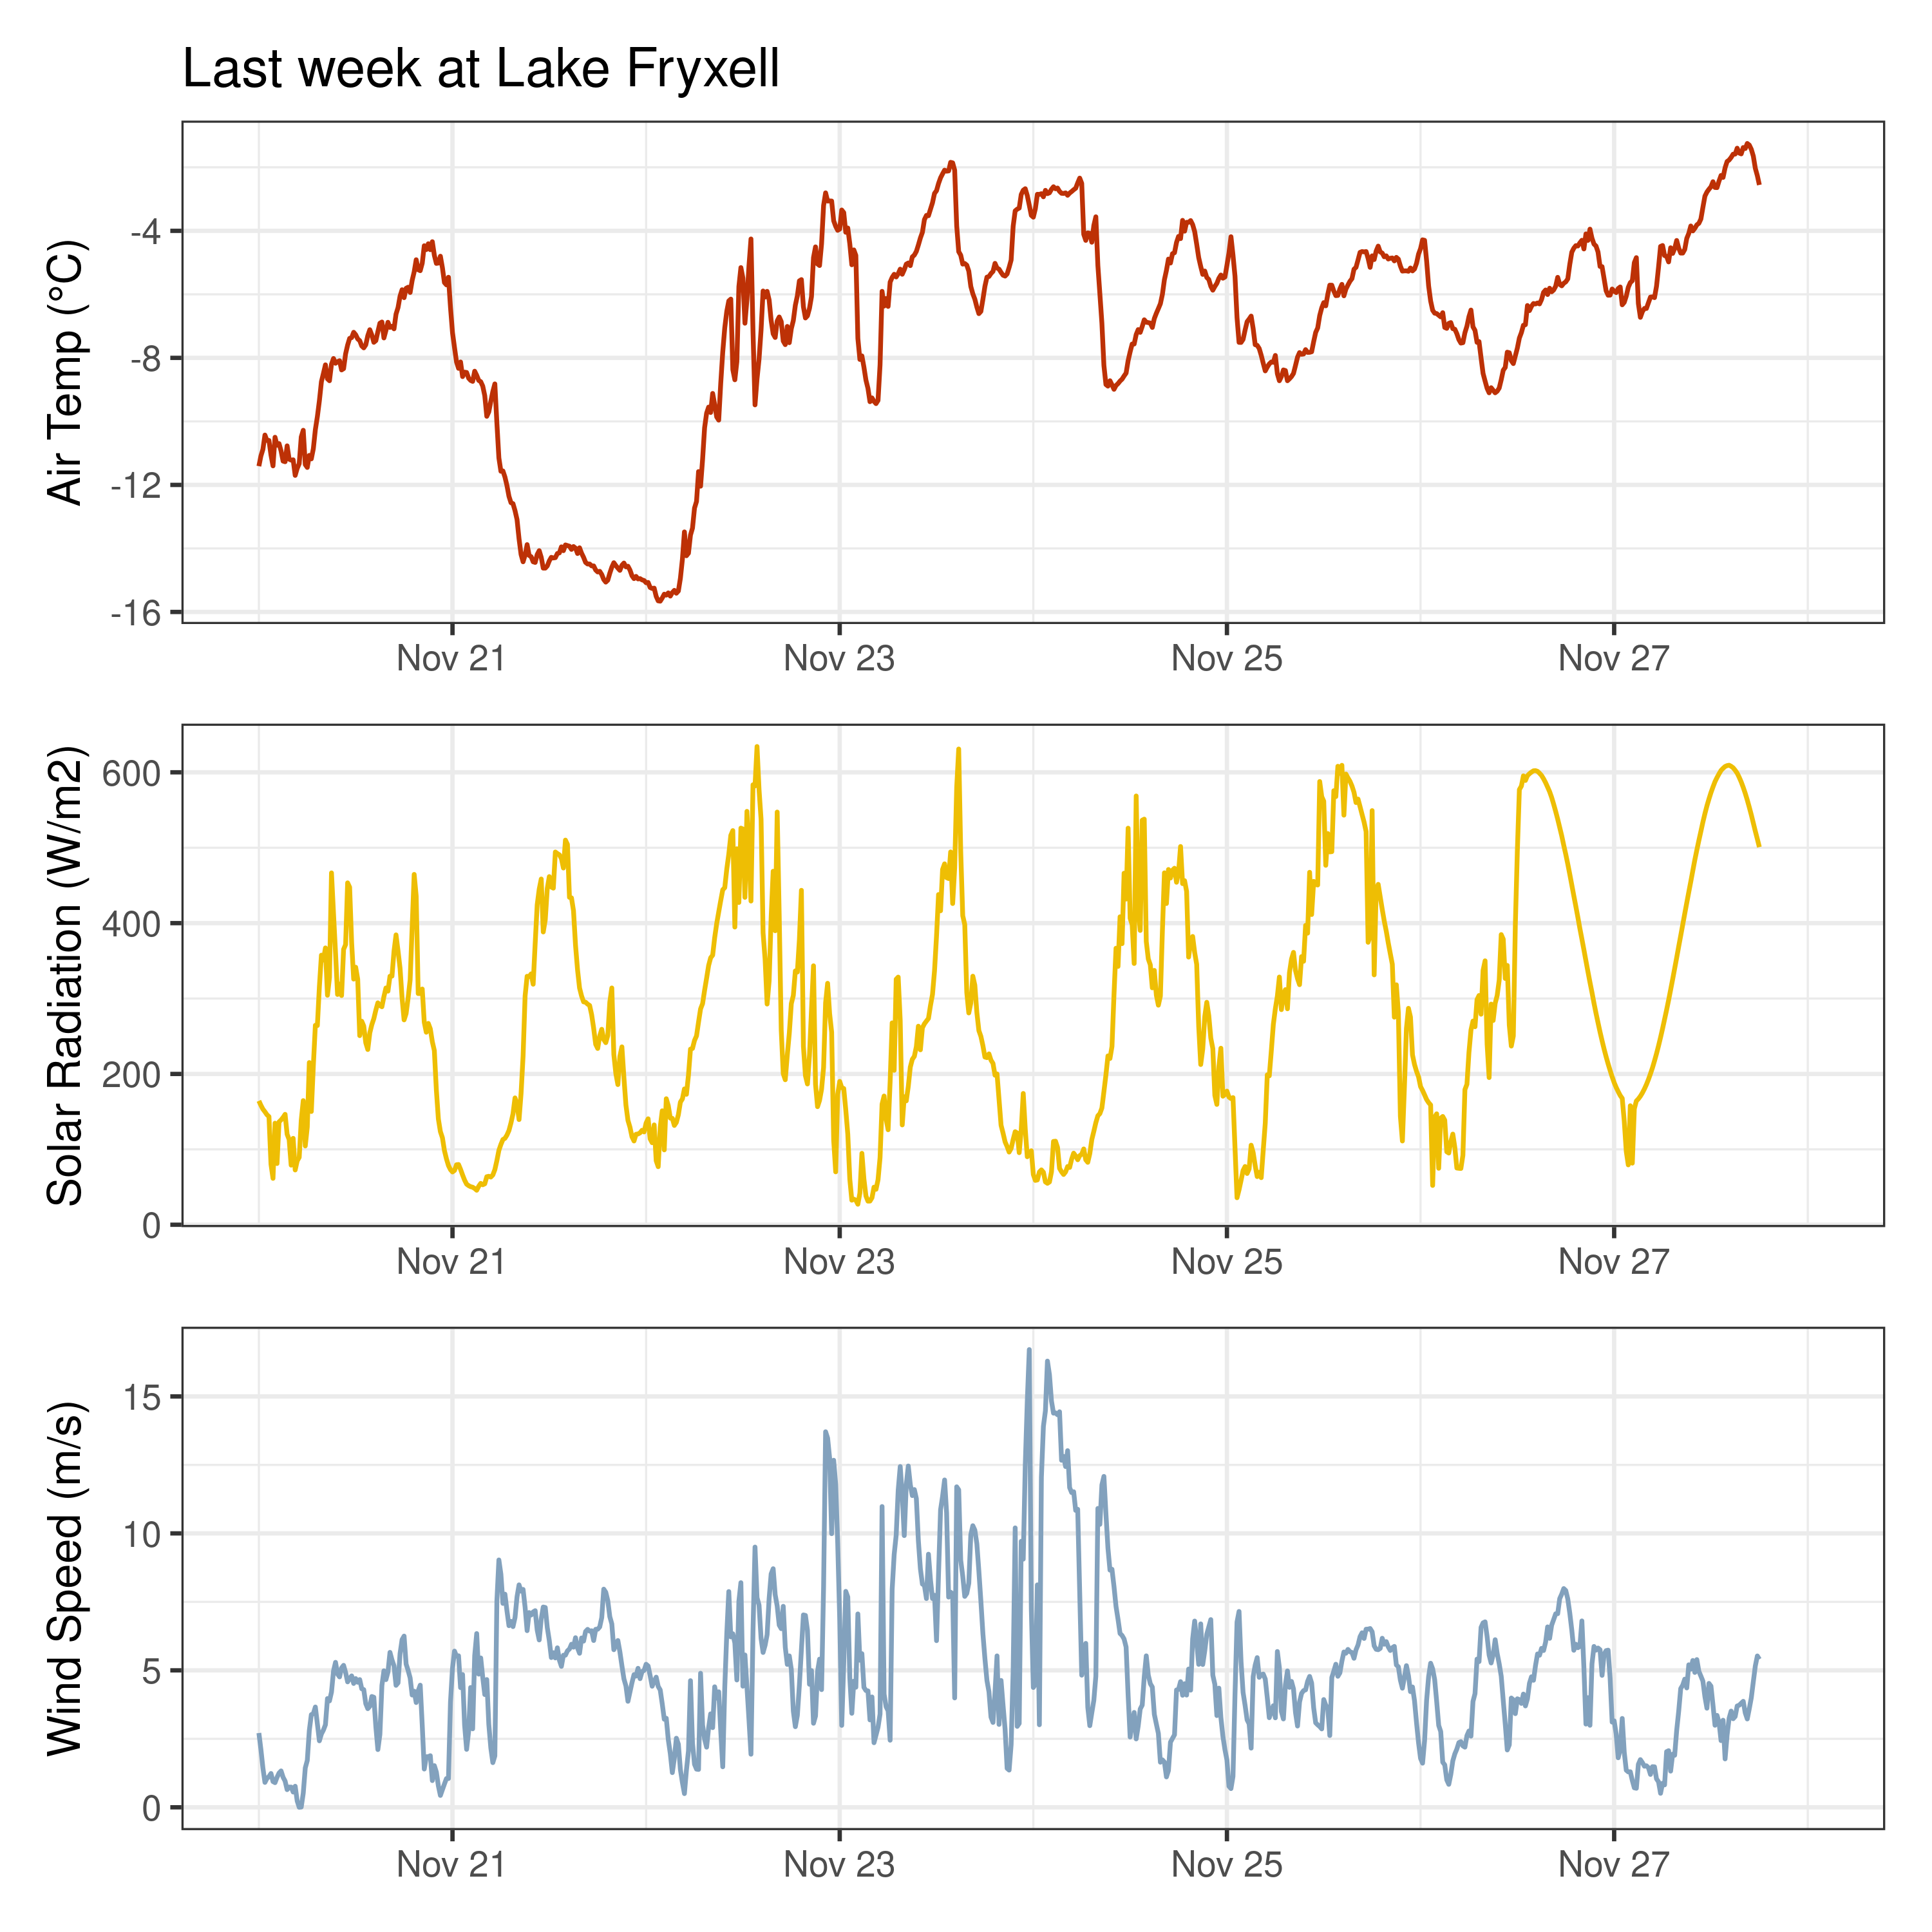 Last week at Lake Fryxell
Air Temp (°C)
-4
-8
-12
-16
Nov 21 Nov 23 Nov 25 Nov 27
Solar Radiation (W/m2)
600
400
200
0
Nov 21 Nov 23 Nov 25 Nov 27
Wind Speed (m/s)
15
10
5
0
Nov 21 Nov 23 Nov 25 Nov 27